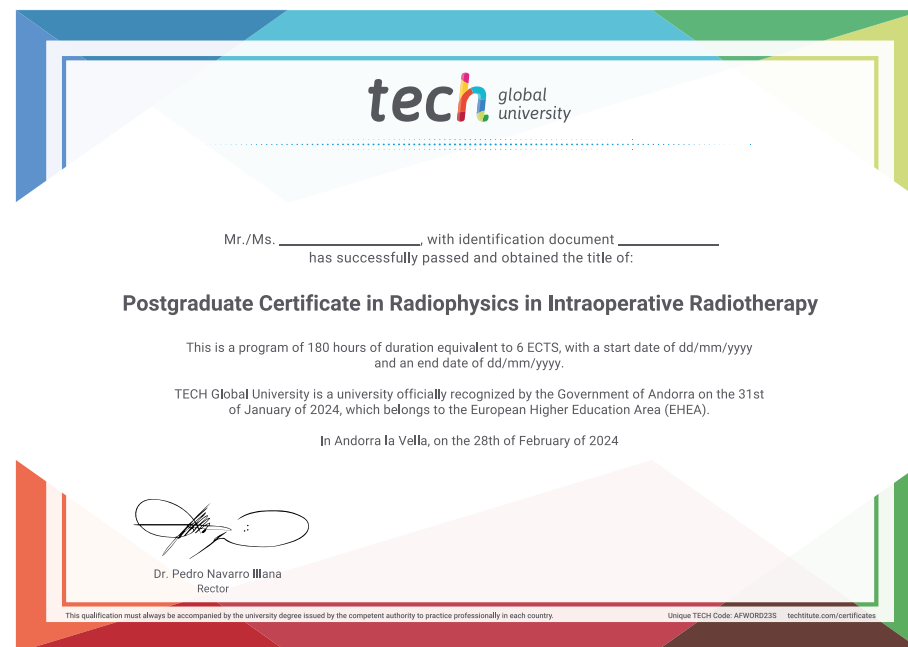 tech global university
Mr./Ms. ____________________, with identification document ______________
has successfully passed and obtained the title of:
Postgraduate Certificate in Radiophysics in Intraoperative Radiotherapy
This is a program of 180 hours of duration equivalent to 6 ECTS, with a start date of dd/mm/yyyy
and an end date of dd/mm/yyyy.
TECH Global University is a university officially recognized by the Government of Andorra on the 31st
of January of 2024, which belongs to the European Higher Education Area (EHEA).
In Andorra la Vella, on the 28th of February of 2024
Dr. Pedro Navarro Illana
Rector
This qualification must always be accompanied by the university degree issued by the competent authority to practice professionally in each country.
Unique TECH Code: AFWORD23S techtitute.com/certificates